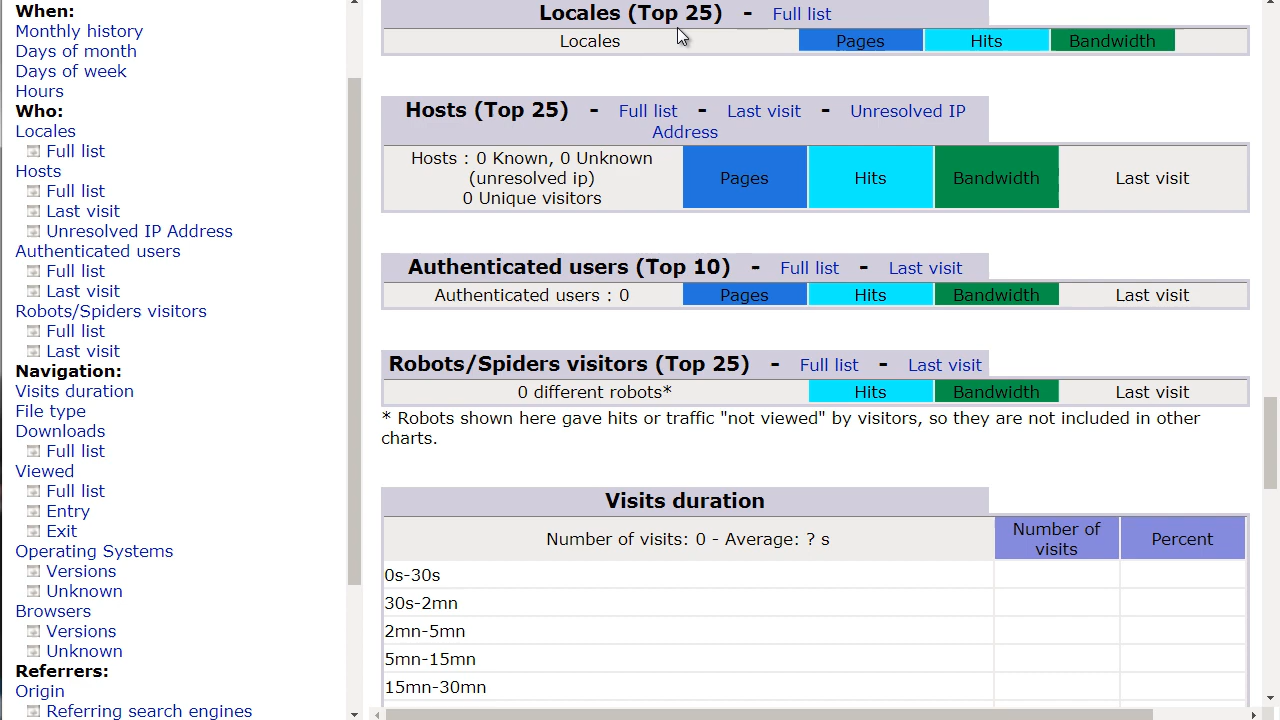 When:
Monthly history
Days of month
Days of week
Hours
Who:
Locales
Full list
Hosts
Full list
Last visit
Unresolved IP Address
Authenticated users
Full list
Last visit
Robots/Spiders visitors
Full list
Last visit
Navigation:
Visits duration
File type
Downloads
Full list
Viewed
Full list
Entry
Exit
Operating Systems
Versions
Unknown
Browsers
Versions
Unknown
Referrers:
Origin
Referring search engines
Locales (Top 25) - Full list
Locales Pages Hits Bandwidth
Hosts (Top 25) - Full list - Last visit - Unresolved IP
Address
Hosts : 0 Known, 0 Unknown
(unresolved ip)
0 Unique visitors
Pages Hits Bandwidth Last visit
Authenticated users (Top 10) - Full list - Last visit
Authenticated users : 0 Pages Hits Bandwidth Last visit
Robots/Spiders visitors (Top 25) - Full list - Last visit
0 different robots* Hits Bandwidth Last visit
* Robots shown here gave hits or traffic "not viewed" by visitors, so they are not included in other
charts.
Visits duration
Number of visits: 0 - Average: ? s
Number of
visits
Percent
0s-30s
30s-2mn
2mn-5mn
5mn-15mn
15mn-30mn